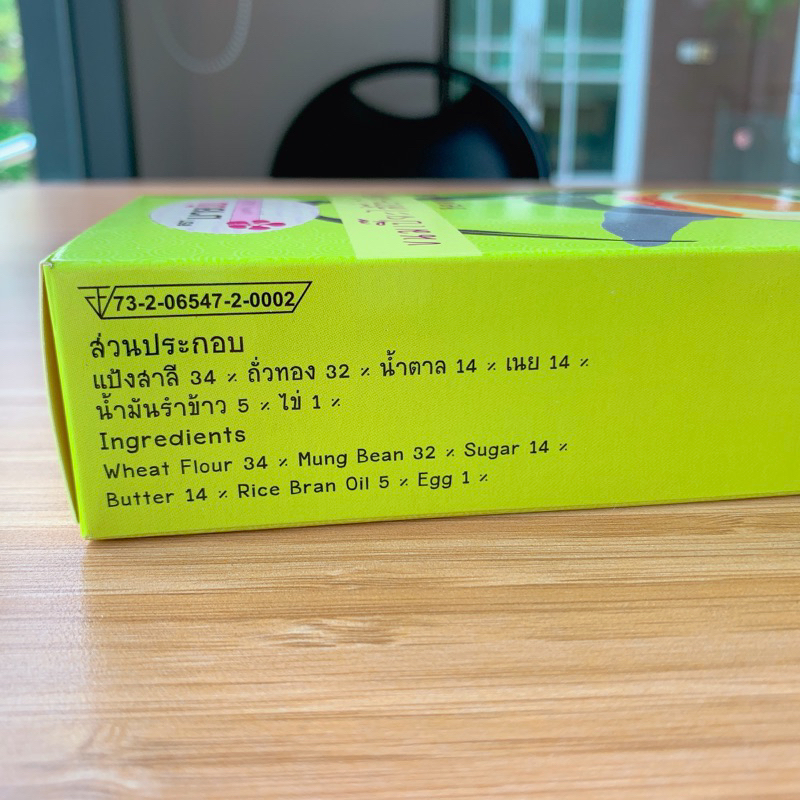 73-2-06547-2-0002
ส่วนประกอบ
แป้งสาลี 34 % ถั่วทอง 32 % น้ำตาล 14 % เนย 14 %
น้ำมันรำข้าว 5 % ไข่ 1 %
Ingredients
Wheat Flour 34 % Mung Bean 32 % Sugar 14 %
Butter 14 % Rice Bran Oil 5 % Egg 1 %